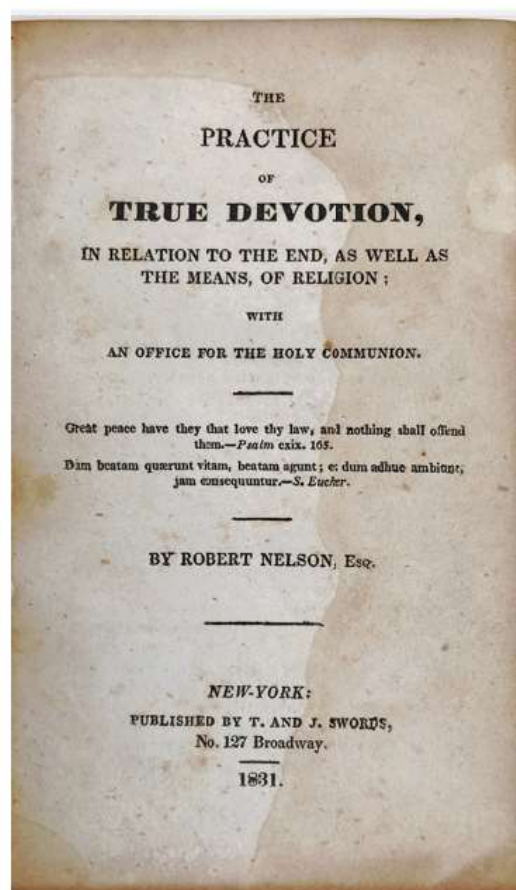 THE
PRACTICE
OF
TRUE DEVOTION,
IN RELATION TO THE END, AS WELL AS
THE MEANS, OF RELIGION;
WITH
AN OFFICE FOR THE HOLY COMMUNION.
Great peace have they that love thy law, and nothing shall offend
them.—Psalm cxix. 165.
Dum beatam quærunt vitam, beatam agunt; et dum adhuc ambiunt,
jam consequuntur.—S. Eucher.
BY ROBERT NELSON, Esq.
NEW-YORK:
PUBLISHED BY T. AND J. SWORDS,
No. 127 Broadway.
1831.